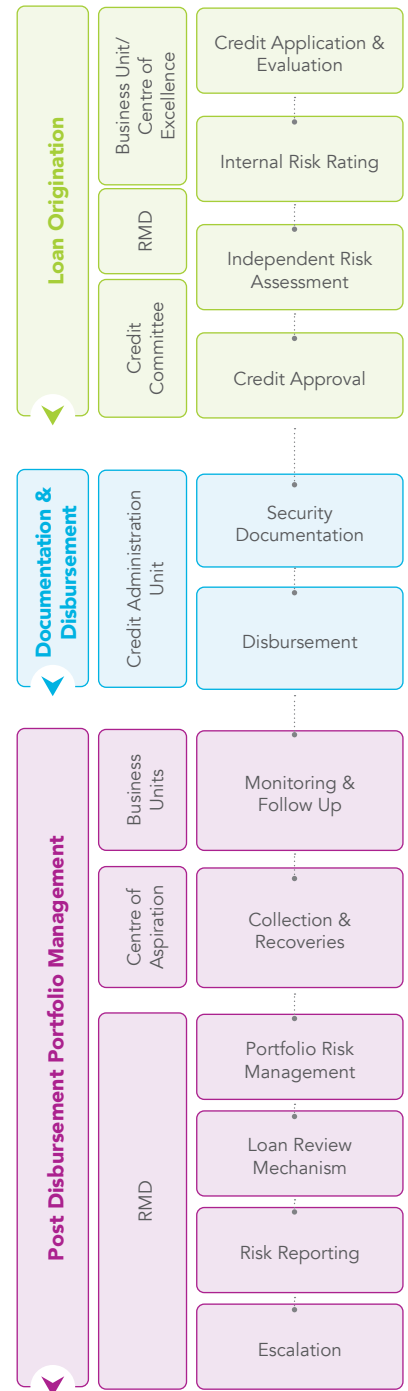 Loan Origination
Business Unit/
Centre of
Excellence
Credit Application &
Evaluation
Internal Risk Rating
RMD
Independent Risk
Assessment
Credit
Committee
Credit Approval
Documentation &
Disbursement
Credit Administration
Unit
Security
Documentation
Disbursement
Post Disbursement Portfolio Management
Business
Units
Monitoring &
Follow Up
Centre of
Aspiration
Collection &
Recoveries
RMD
Portfolio Risk
Management
Loan Review
Mechanism
Risk Reporting
Escalation